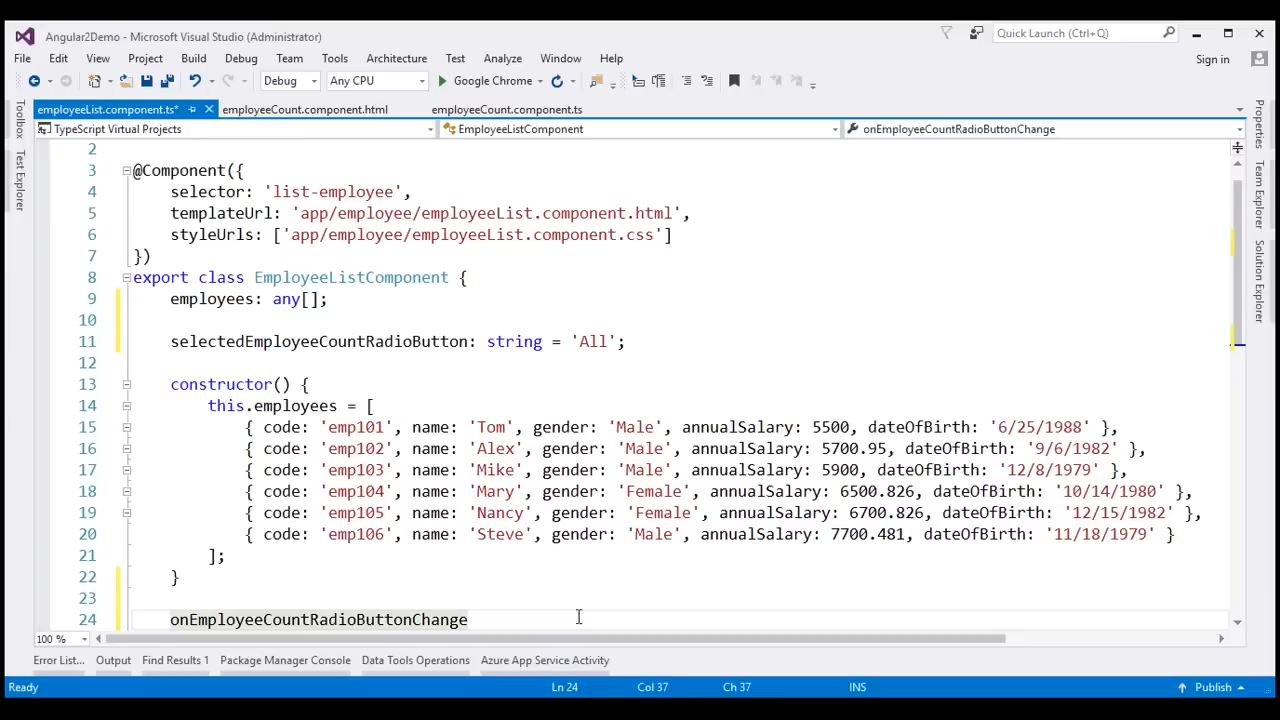 Angular2Demo - Microsoft Visual Studio (Administrator)
Quick Launch (Ctrl+Q)
File Edit View Project Build Debug Team Tools Architecture Test Analyze Window Help
Sign in
Debug Any CPU Google Chrome
employeeList.component.ts* employeeCount.component.html employeeCount.component.ts
TypeScript Virtual Projects EmployeeListComponent onEmployeeCountRadioButtonChange
Toolbox
Test Explorer
Properties
Team Explorer
Solution Explorer
2
3 @Component({
4 selector: 'list-employee',
5 templateUrl: 'app/employee/employeeList.component.html',
6 styleUrls: ['app/employee/employeeList.component.css']
7 })
8 export class EmployeeListComponent {
9 employees: any[];
10
11 selectedEmployeeCountRadioButton: string = 'All';
12
13 constructor() {
14 this.employees = [
15 { code: 'emp101', name: 'Tom', gender: 'Male', annualSalary: 5500, dateOfBirth: '6/25/1988' },
16 { code: 'emp102', name: 'Alex', gender: 'Male', annualSalary: 5700.95, dateOfBirth: '9/6/1982' },
17 { code: 'emp103', name: 'Mike', gender: 'Male', annualSalary: 5900, dateOfBirth: '12/8/1979' },
18 { code: 'emp104', name: 'Mary', gender: 'Female', annualSalary: 6500.826, dateOfBirth: '10/14/1980' },
19 { code: 'emp105', name: 'Nancy', gender: 'Female', annualSalary: 6700.826, dateOfBirth: '12/15/1982' },
20 { code: 'emp106', name: 'Steve', gender: 'Male', annualSalary: 7700.481, dateOfBirth: '11/18/1979' }
21 ];
22 }
23
24 onEmployeeCountRadioButtonChange
100 %
Error List... Output Find Results 1 Package Manager Console Data Tools Operations Azure App Service Activity
Ready Ln 24 Col 37 Ch 37 INS Publish